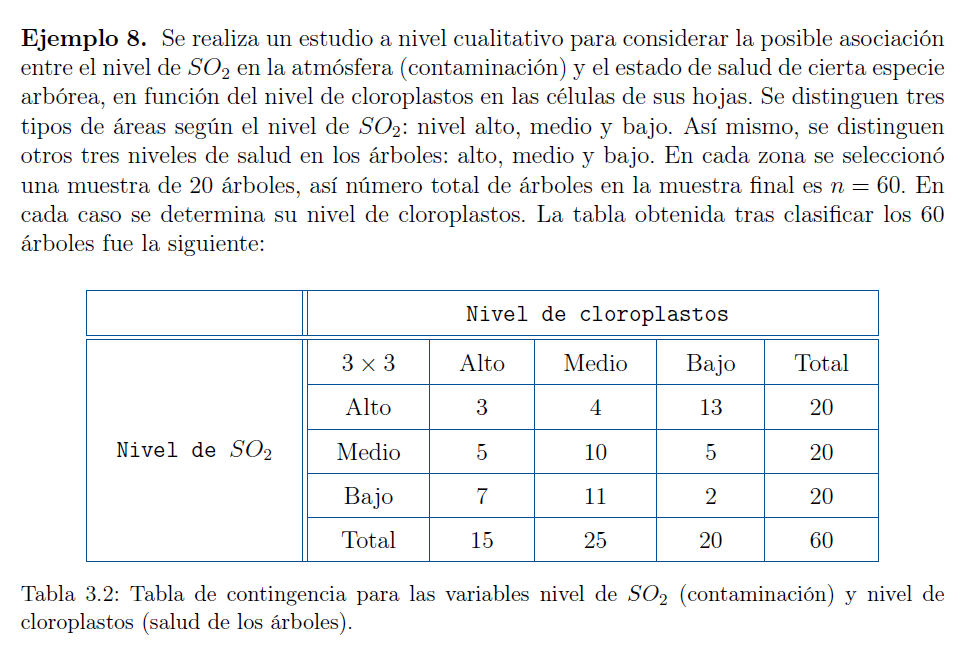 Ejemplo 8. Se realiza un estudio a nivel cualitativo para considerar la posible asociación
entre el nivel de SO₂ en la atmósfera (contaminación) y el estado de salud de cierta especie
arbórea, en función del nivel de cloroplastos en las células de sus hojas. Se distinguen tres
tipos de áreas según el nivel de SO₂: nivel alto, medio y bajo. Así mismo, se distinguen
otros tres niveles de salud en los árboles: alto, medio y bajo. En cada zona se seleccionó
una muestra de 20 árboles, así número total de árboles en la muestra final es n = 60. En
cada caso se determina su nivel de cloroplastos. La tabla obtenida tras clasificar los 60
árboles fue la siguiente:
Nivel de cloroplastos
3 × 3 Alto Medio Bajo Total
Alto 3 4 13 20
Nivel de SO₂ Medio 5 10 5 20
Bajo 7 11 2 20
Total 15 25 20 60
Tabla 3.2: Tabla de contingencia para las variables nivel de SO₂ (contaminación) y nivel de
cloroplastos (salud de los árboles).